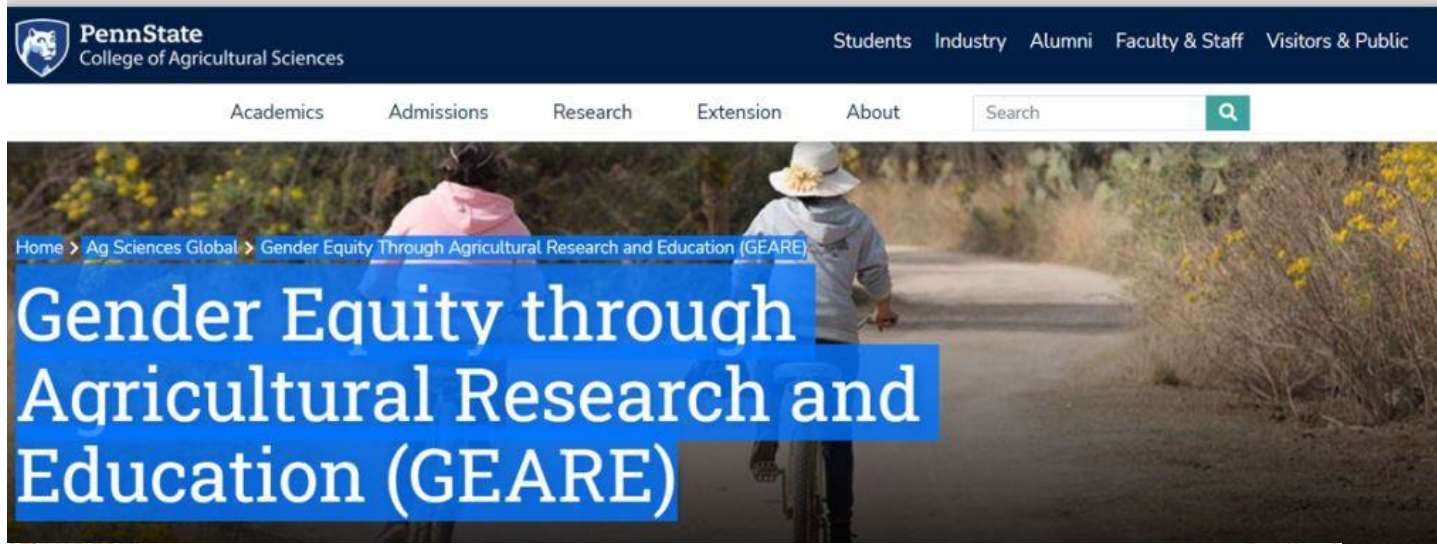 PennState
College of Agricultural Sciences
Students Industry Alumni Faculty & Staff Visitors & Public
Academics Admissions Research Extension About Search
Home > Ag Sciences Global > Gender Equity Through Agricultural Research and Education (GEARE)
Gender Equity through
Agricultural Research and
Education (GEARE)